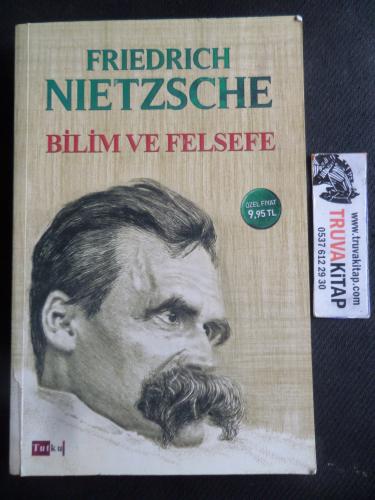 FRIEDRICH
NIETZSCHE
BİLİM VE FELSEFE
ÖZEL FİYAT
9,95 TL
Tutku
www.truvakitap.com
TRUVAKiTAP
0537 612 29 30